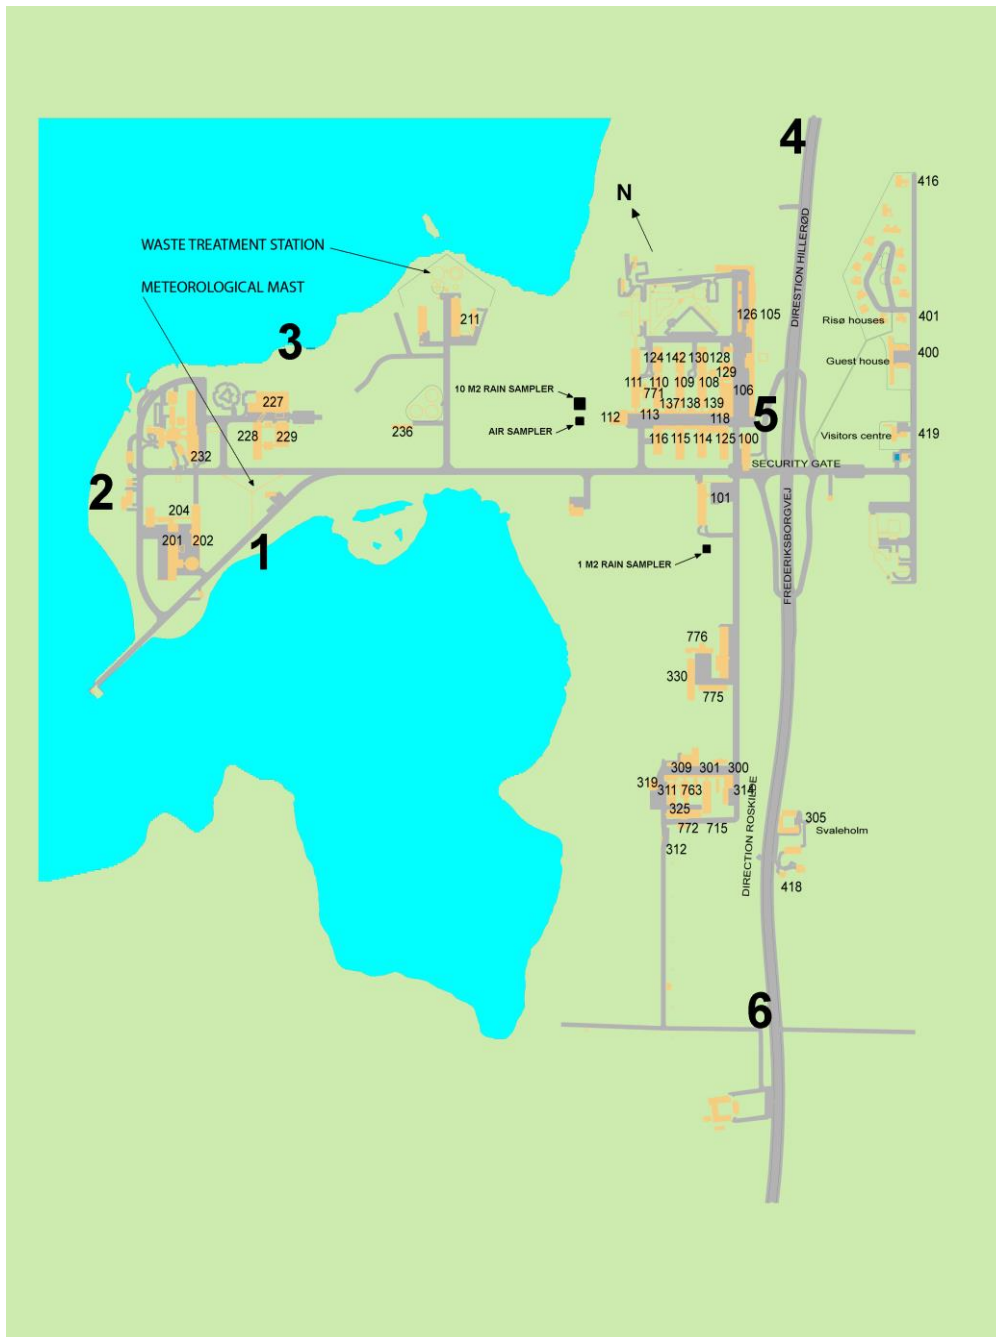 4
416
N
WASTE TREATMENT STATION
DIRESTION HILLERØD
METEOROLOGICAL MAST
211
126 105
401
Risø houses
3
124 142 130 128
400
Guest house
129
111 110 109 108
106
10 M2 RAIN SAMPLER
771
227
137 138 139
5
112 113
118
AIR SAMPLER
236
228 229
116 115 114 125 100
Visitors centre
419
232
SECURITY GATE
2
101
204
201 202
1
1 M2 RAIN SAMPLER
FREDERIKSBORGVEJ
776
330
775
309 301 300
319
311 763
314
325
DIRECTION ROSKILDE
772 715
305
Svaleholm
312
418
6